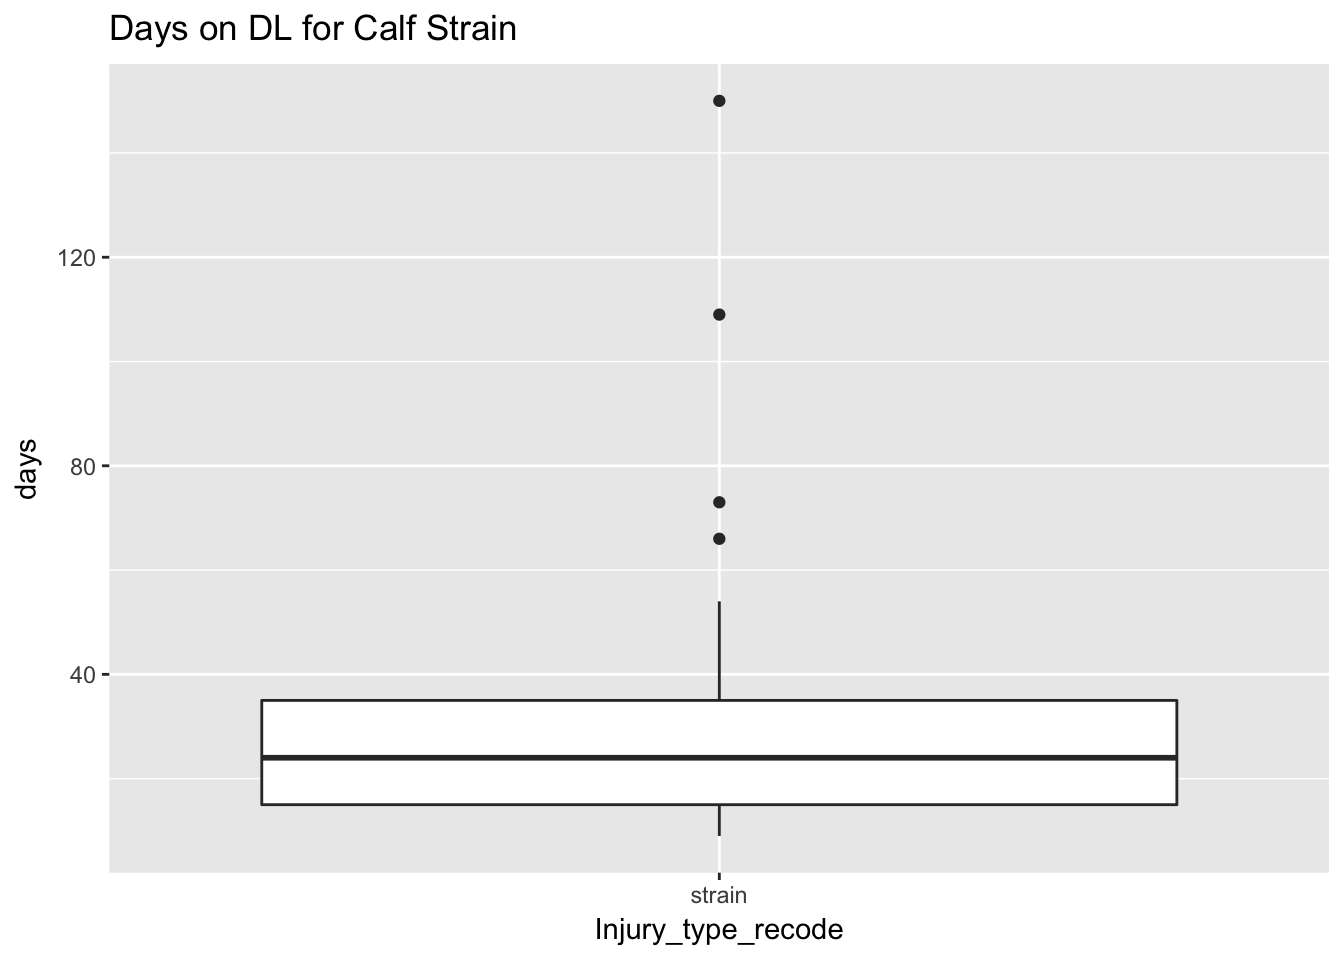 Days on DL for Calf Strain
120
80
40
days
strain
Injury_type_recode